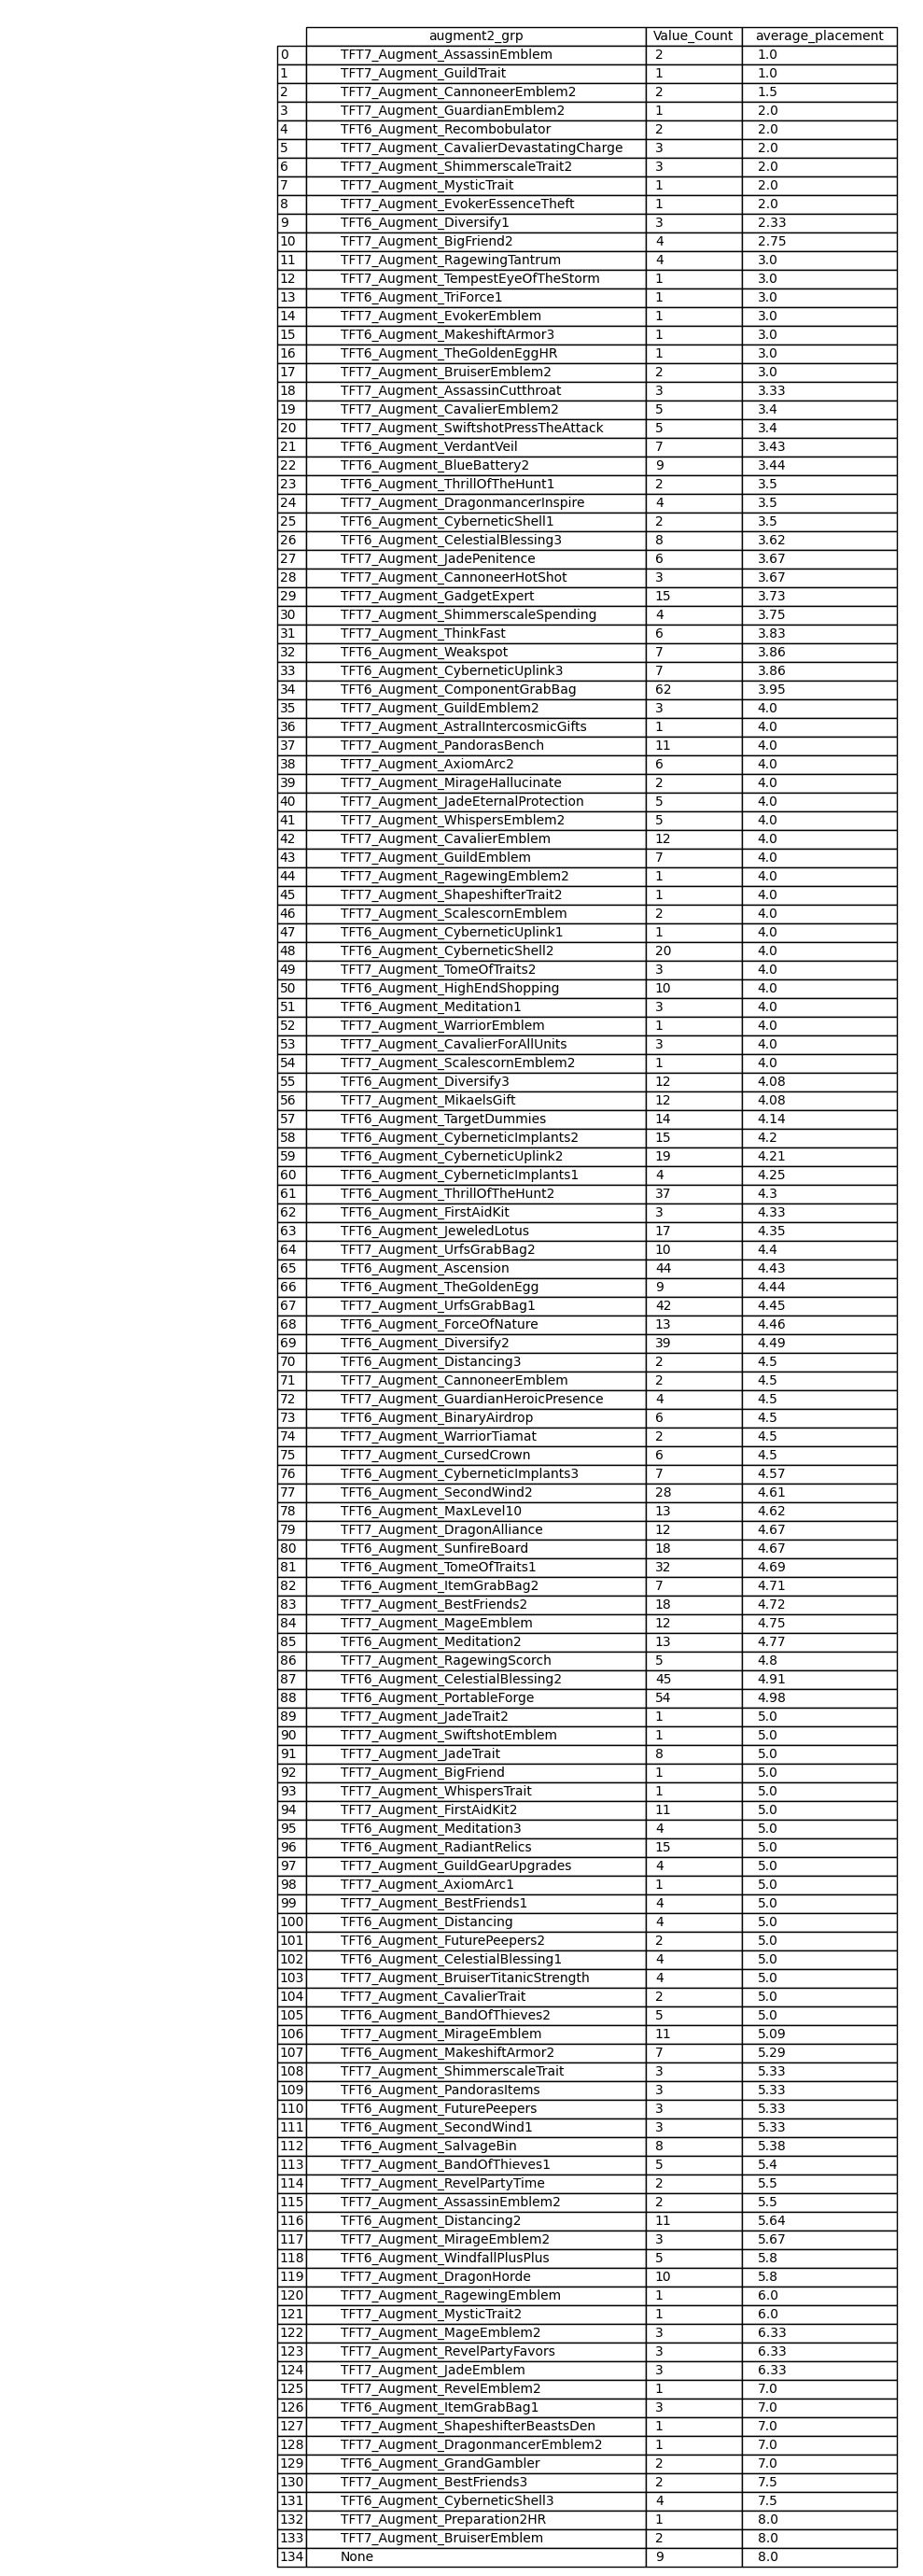 augment2_grp Value_Count average_placement
0 TFT7_Augment_AssassinEmblem 2 1.0
1 TFT7_Augment_GuildTrait 1 1.0
2 TFT7_Augment_CannoneerEmblem2 2 1.5
3 TFT7_Augment_GuardianEmblem2 1 2.0
4 TFT6_Augment_Recombobulator 2 2.0
5 TFT7_Augment_CavalierDevastatingCharge 3 2.0
6 TFT7_Augment_ShimmerscaleTrait2 3 2.0
7 TFT7_Augment_MysticTrait 1 2.0
8 TFT7_Augment_EvokerEssenceTheft 1 2.0
9 TFT6_Augment_Diversify1 3 2.33
10 TFT7_Augment_BigFriend2 4 2.75
11 TFT7_Augment_RagewingTantrum 4 3.0
12 TFT7_Augment_TempestEyeOfTheStorm 1 3.0
13 TFT6_Augment_TriForce1 1 3.0
14 TFT7_Augment_EvokerEmblem 1 3.0
15 TFT6_Augment_MakeshiftArmor3 1 3.0
16 TFT6_Augment_TheGoldenEggHR 1 3.0
17 TFT7_Augment_BruiserEmblem2 2 3.0
18 TFT7_Augment_AssassinCutthroat 3 3.33
19 TFT7_Augment_CavalierEmblem2 5 3.4
20 TFT7_Augment_SwiftshotPressTheAttack 5 3.4
21 TFT6_Augment_VerdantVeil 7 3.43
22 TFT6_Augment_BlueBattery2 9 3.44
23 TFT6_Augment_ThrillOfTheHunt1 2 3.5
24 TFT7_Augment_DragonmancerInspire 4 3.5
25 TFT6_Augment_CyberneticShell1 2 3.5
26 TFT6_Augment_CelestialBlessing3 8 3.62
27 TFT7_Augment_JadePenitence 6 3.67
28 TFT7_Augment_CannoneerHotShot 3 3.67
29 TFT7_Augment_GadgetExpert 15 3.73
30 TFT7_Augment_ShimmerscaleSpending 4 3.75
31 TFT7_Augment_ThinkFast 6 3.83
32 TFT6_Augment_Weakspot 7 3.86
33 TFT6_Augment_CyberneticUplink3 7 3.86
34 TFT6_Augment_ComponentGrabBag 62 3.95
35 TFT7_Augment_GuildEmblem2 3 4.0
36 TFT7_Augment_AstralIntercosmicGifts 1 4.0
37 TFT7_Augment_PandorasBench 11 4.0
38 TFT7_Augment_AxiomArc2 6 4.0
39 TFT7_Augment_MirageHallucinate 2 4.0
40 TFT7_Augment_JadeEternalProtection 5 4.0
41 TFT7_Augment_WhispersEmblem2 5 4.0
42 TFT7_Augment_CavalierEmblem 12 4.0
43 TFT7_Augment_GuildEmblem 7 4.0
44 TFT7_Augment_RagewingEmblem2 1 4.0
45 TFT7_Augment_ShapeshifterTrait2 1 4.0
46 TFT7_Augment_ScalescornEmblem 2 4.0
47 TFT6_Augment_CyberneticUplink1 1 4.0
48 TFT6_Augment_CyberneticShell2 20 4.0
49 TFT7_Augment_TomeOfTraits2 3 4.0
50 TFT6_Augment_HighEndShopping 10 4.0
51 TFT6_Augment_Meditation1 3 4.0
52 TFT7_Augment_WarriorEmblem 1 4.0
53 TFT7_Augment_CavalierForAllUnits 3 4.0
54 TFT7_Augment_ScalescornEmblem2 1 4.0
55 TFT6_Augment_Diversify3 12 4.08
56 TFT7_Augment_MikaelsGift 12 4.08
57 TFT6_Augment_TargetDummies 14 4.14
58 TFT6_Augment_CyberneticImplants2 15 4.2
59 TFT6_Augment_CyberneticUplink2 19 4.21
60 TFT6_Augment_CyberneticImplants1 4 4.25
61 TFT6_Augment_ThrillOfTheHunt2 37 4.3
62 TFT6_Augment_FirstAidKit 3 4.33
63 TFT6_Augment_JeweledLotus 17 4.35
64 TFT7_Augment_UrfsGrabBag2 10 4.4
65 TFT6_Augment_Ascension 44 4.43
66 TFT6_Augment_TheGoldenEgg 9 4.44
67 TFT7_Augment_UrfsGrabBag1 42 4.45
68 TFT6_Augment_ForceOfNature 13 4.46
69 TFT6_Augment_Diversify2 39 4.49
70 TFT6_Augment_Distancing3 2 4.5
71 TFT7_Augment_CannoneerEmblem 2 4.5
72 TFT7_Augment_GuardianHeroicPresence 4 4.5
73 TFT6_Augment_BinaryAirdrop 6 4.5
74 TFT7_Augment_WarriorTiamat 2 4.5
75 TFT7_Augment_CursedCrown 6 4.5
76 TFT6_Augment_CyberneticImplants3 7 4.57
77 TFT6_Augment_SecondWind2 28 4.61
78 TFT6_Augment_MaxLevel10 13 4.62
79 TFT7_Augment_DragonAlliance 12 4.67
80 TFT6_Augment_SunfireBoard 18 4.67
81 TFT6_Augment_TomeOfTraits1 32 4.69
82 TFT6_Augment_ItemGrabBag2 7 4.71
83 TFT7_Augment_BestFriends2 18 4.72
84 TFT7_Augment_MageEmblem 12 4.75
85 TFT6_Augment_Meditation2 13 4.77
86 TFT7_Augment_RagewingScorch 5 4.8
87 TFT6_Augment_CelestialBlessing2 45 4.91
88 TFT6_Augment_PortableForge 54 4.98
89 TFT7_Augment_JadeTrait2 1 5.0
90 TFT7_Augment_SwiftshotEmblem 1 5.0
91 TFT7_Augment_JadeTrait 8 5.0
92 TFT7_Augment_BigFriend 1 5.0
93 TFT7_Augment_WhispersTrait 1 5.0
94 TFT7_Augment_FirstAidKit2 11 5.0
95 TFT6_Augment_Meditation3 4 5.0
96 TFT6_Augment_RadiantRelics 15 5.0
97 TFT7_Augment_GuildGearUpgrades 4 5.0
98 TFT7_Augment_AxiomArc1 1 5.0
99 TFT7_Augment_BestFriends1 4 5.0
100 TFT6_Augment_Distancing 4 5.0
101 TFT6_Augment_FuturePeepers2 2 5.0
102 TFT6_Augment_CelestialBlessing1 4 5.0
103 TFT7_Augment_BruiserTitanicStrength 4 5.0
104 TFT7_Augment_CavalierTrait 2 5.0
105 TFT6_Augment_BandOfThieves2 5 5.0
106 TFT7_Augment_MirageEmblem 11 5.09
107 TFT6_Augment_MakeshiftArmor2 7 5.29
108 TFT7_Augment_ShimmerscaleTrait 3 5.33
109 TFT6_Augment_PandorasItems 3 5.33
110 TFT6_Augment_FuturePeepers 3 5.33
111 TFT6_Augment_SecondWind1 3 5.33
112 TFT6_Augment_SalvageBin 8 5.38
113 TFT7_Augment_BandOfThieves1 5 5.4
114 TFT7_Augment_RevelPartyTime 2 5.5
115 TFT7_Augment_AssassinEmblem2 2 5.5
116 TFT6_Augment_Distancing2 11 5.64
117 TFT7_Augment_MirageEmblem2 3 5.67
118 TFT6_Augment_WindfallPlusPlus 5 5.8
119 TFT7_Augment_DragonHorde 10 5.8
120 TFT7_Augment_RagewingEmblem 1 6.0
121 TFT7_Augment_MysticTrait2 1 6.0
122 TFT7_Augment_MageEmblem2 3 6.33
123 TFT7_Augment_RevelPartyFavors 3 6.33
124 TFT7_Augment_JadeEmblem 3 6.33
125 TFT7_Augment_RevelEmblem2 1 7.0
126 TFT6_Augment_ItemGrabBag1 3 7.0
127 TFT7_Augment_ShapeshifterBeastsDen 1 7.0
128 TFT7_Augment_DragonmancerEmblem2 1 7.0
129 TFT6_Augment_GrandGambler 2 7.0
130 TFT7_Augment_BestFriends3 2 7.5
131 TFT6_Augment_CyberneticShell3 4 7.5
132 TFT7_Augment_Preparation2HR 1 8.0
133 TFT7_Augment_BruiserEmblem 2 8.0
134 None 9 8.0